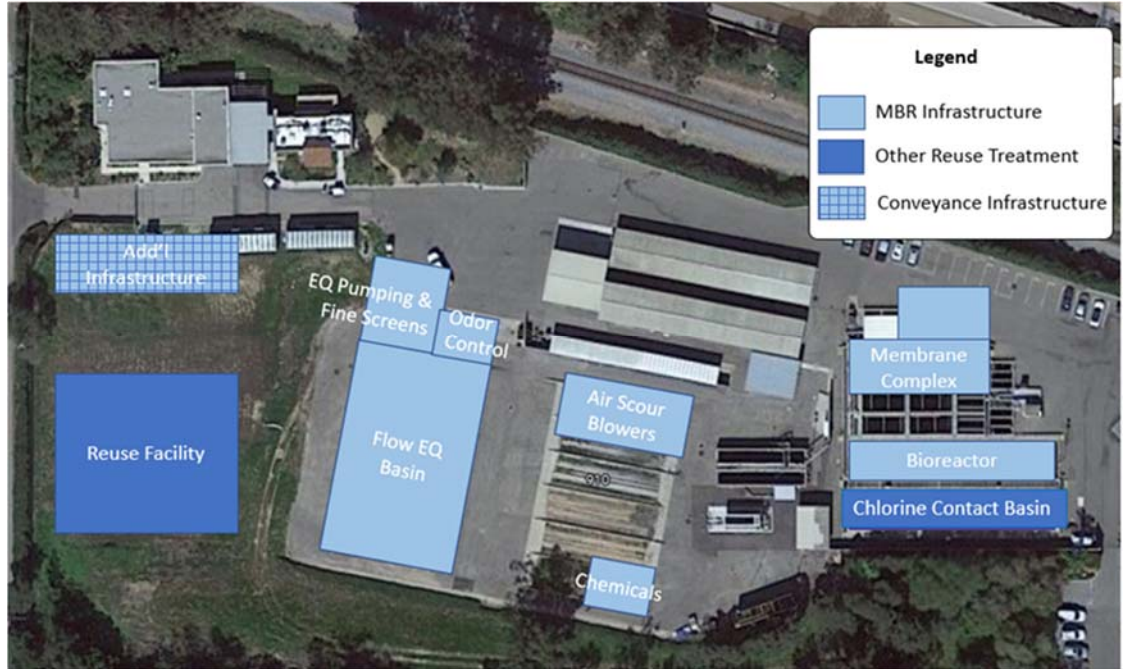 Legend
MBR Infrastructure
Other Reuse Treatment
Conveyance Infrastructure
Add'l
Infrastructure
EQ Pumping &
Fine Screens
Odor
Control
Membrane
Complex
Air Scour
Blowers
Reuse Facility
Flow EQ
Basin
Bioreactor
910
Chlorine Contact Basin
Chemicals